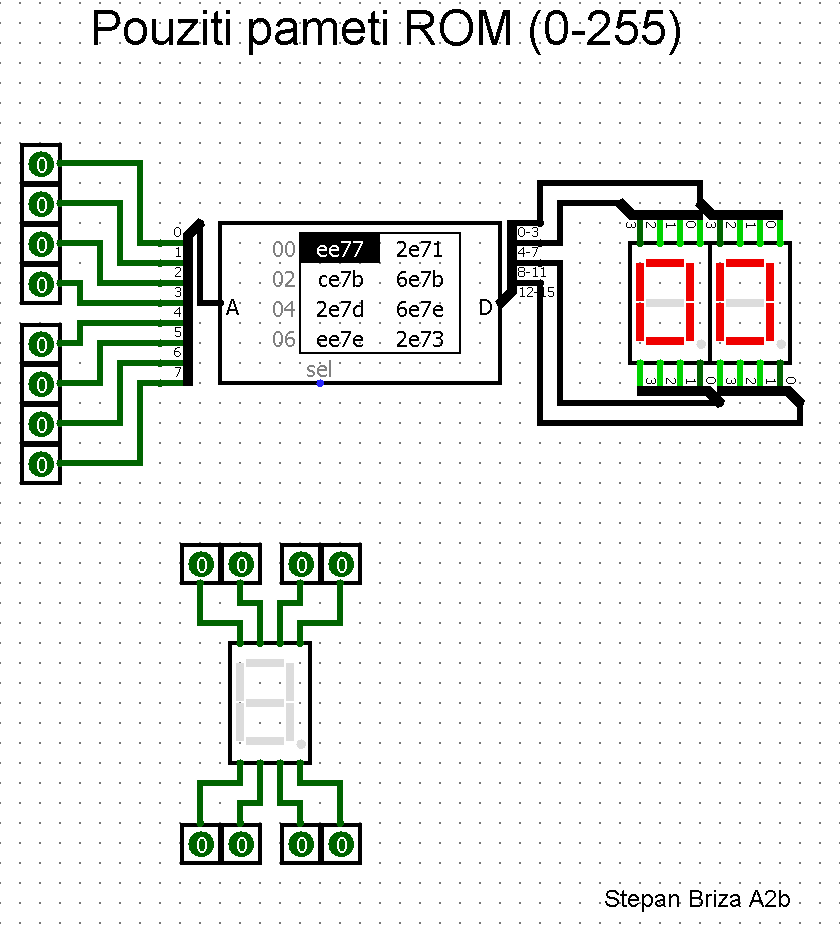 Pouziti pameti ROM (0-255)
0
0
0
0
0
0
0
0
0
1
2
3
4
5
6
7
A
00 ee77 2e71
02 ce7b 6e7b
04 2e7d 6e7e
06 ee7e 2e73
sel
D
0-3
4-7
8-11
12-15
3 2 1 0 3 2 1 0
3 2 1 0 3 2 1 0
0 0 0 0
0 0 0 0
Stepan Briza A2b